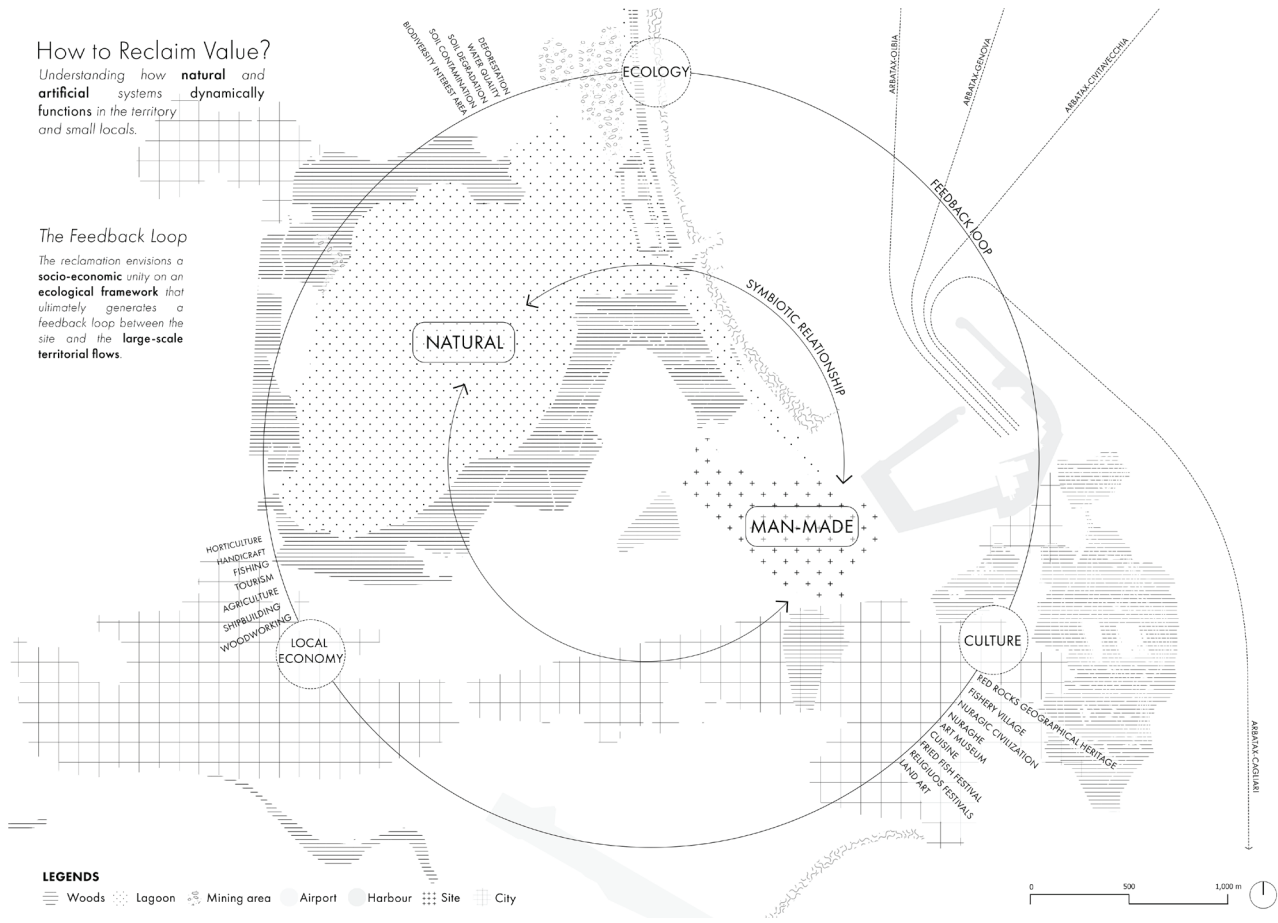 How to Reclaim Value?
Understanding how natural and
artificial systems dynamically
functions in the territory
and small locals.
The Feedback Loop
The reclamation envisions a
socio-economic unity on an
ecological framework that
ultimately generates a
feedback loop between the
site and the large-scale
territorial flows.
DEFORESTATION
WATER QUALITY
SOIL DEGRADATION
SOIL CONTAMINATION
BIODIVERSITY INTEREST AREA
ECOLOGY
ARBATAX-OLBIA
ARBATAX-GENOVA
ARBATAX-CIVITAVECCHIA
FEEDBACK LOOP
SYMBIOTIC RELATIONSHIP
NATURAL
MAN-MADE
HORTICULTURE
HANDICRAFT
FISHING
TOURISM
AGRICULTURE
SHIPBUILDING
WOODWORKING
LOCAL
ECONOMY
CULTURE
RED ROCKS GEOGRAPHICAL HERITAGE
FISHERY VILLAGE
NURAGIC CIVILIZATION
NURAGHE
ART MUSEUM
CUISINE
FRIED FISH FESTIVAL
RELIGIUOS FESTIVALS
LAND ART
ARBATAX-CAGLIARI
LEGENDS
Woods Lagoon Mining area Airport Harbour Site City
0 500 1,000 m